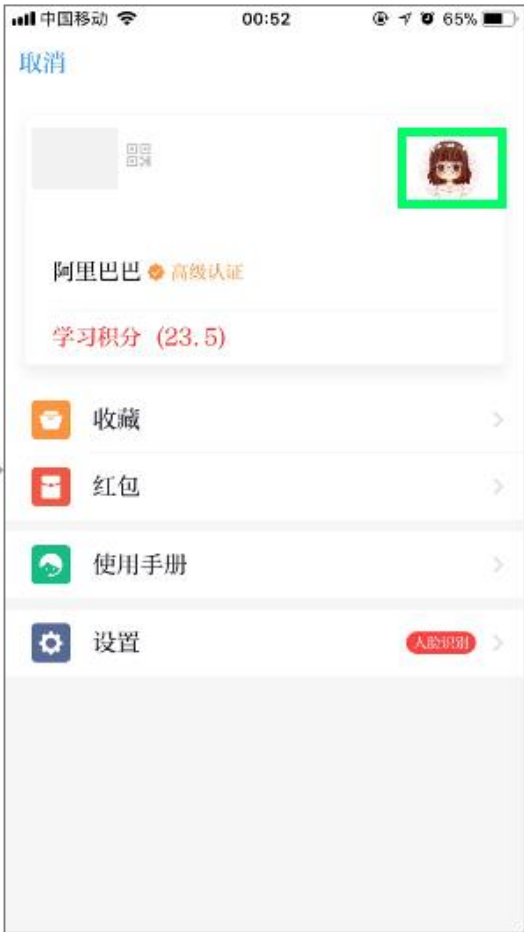 中国移动 00:52 65%
取消
阿里巴巴 高级认证
学习积分 (23.5)
收藏
红包
使用手册
设置 人脸识别